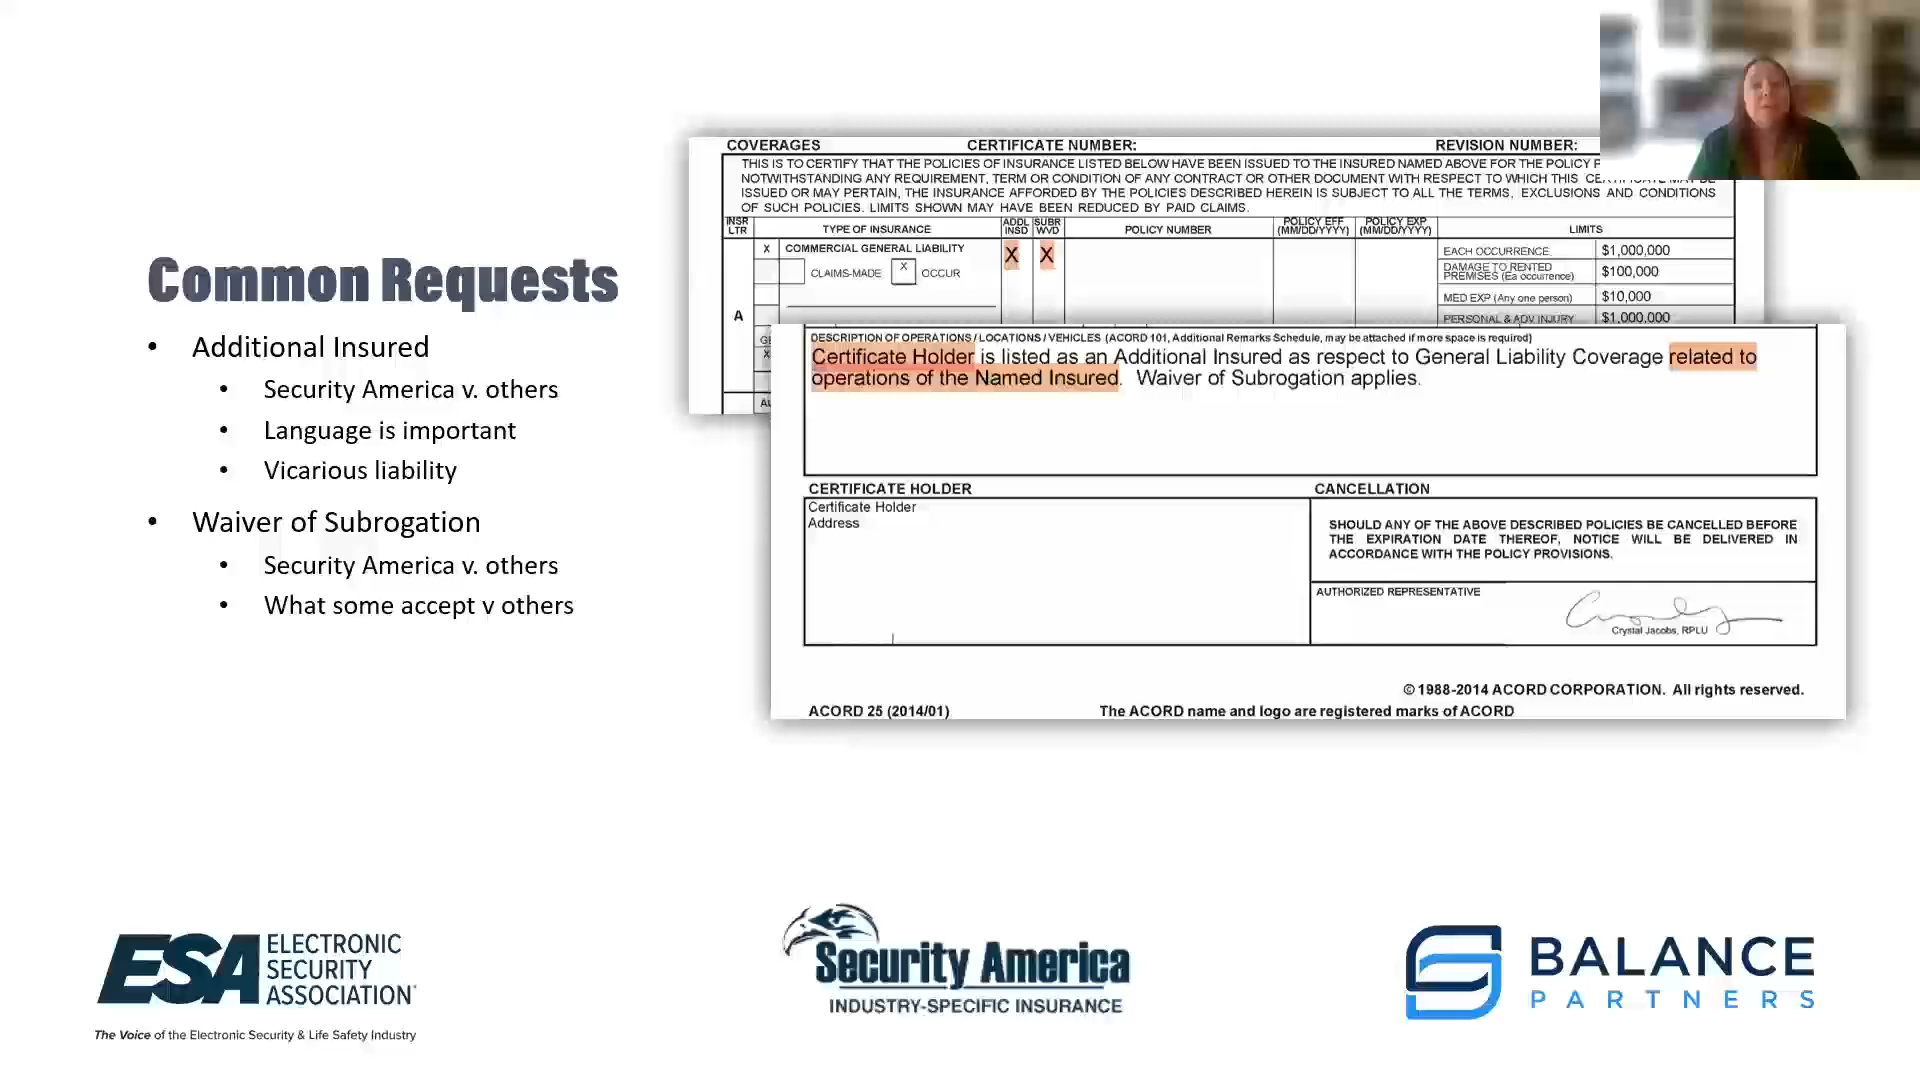 Common Requests
• Additional Insured
• Security America v. others
• Language is important
• Vicarious liability
• Waiver of Subrogation
• Security America v. others
• What some accept v others
COVERAGES CERTIFICATE NUMBER: REVISION NUMBER:
THIS IS TO CERTIFY THAT THE POLICIES OF INSURANCE LISTED BELOW HAVE BEEN ISSUED TO THE INSURED NAMED ABOVE FOR THE POLICY
NOTWITHSTANDING ANY REQUIREMENT, TERM OR CONDITION OF ANY CONTRACT OR OTHER DOCUMENT WITH RESPECT TO WHICH THIS CERTIFICATE MAY BE
ISSUED OR MAY PERTAIN, THE INSURANCE AFFORDED BY THE POLICIES DESCRIBED HEREIN IS SUBJECT TO ALL THE TERMS, EXCLUSIONS AND CONDITIONS
OF SUCH POLICIES. LIMITS SHOWN MAY HAVE BEEN REDUCED BY PAID CLAIMS.
INSR LTR TYPE OF INSURANCE ADDL INSD SUBR WVD POLICY NUMBER POLICY EFF (MM/DD/YYYY) POLICY EXP (MM/DD/YYYY) LIMITS
X COMMERCIAL GENERAL LIABILITY X X EACH OCCURRENCE $1,000,000
CLAIMS-MADE X OCCUR DAMAGE TO RENTED PREMISES (Ea occurrence) $100,000
MED EXP (Any one person) $10,000
A PERSONAL & ADV INJURY $1,000,000
X
DESCRIPTION OF OPERATIONS / LOCATIONS / VEHICLES (ACORD 101, Additional Remarks Schedule, may be attached if more space is required)
Certificate Holder is listed as an Additional Insured as respect to General Liability Coverage related to
operations of the Named Insured. Waiver of Subrogation applies.
CERTIFICATE HOLDER CANCELLATION
Certificate Holder
Address
SHOULD ANY OF THE ABOVE DESCRIBED POLICIES BE CANCELLED BEFORE
THE EXPIRATION DATE THEREOF, NOTICE WILL BE DELIVERED IN
ACCORDANCE WITH THE POLICY PROVISIONS.
AUTHORIZED REPRESENTATIVE
Crystal Jacobs, RPLU
© 1988-2014 ACORD CORPORATION. All rights reserved.
ACORD 25 (2014/01) The ACORD name and logo are registered marks of ACORD
ESA ELECTRONIC
SECURITY
ASSOCIATION
The Voice of the Electronic Security & Life Safety Industry
Security America
INDUSTRY-SPECIFIC INSURANCE
BALANCE
PARTNERS